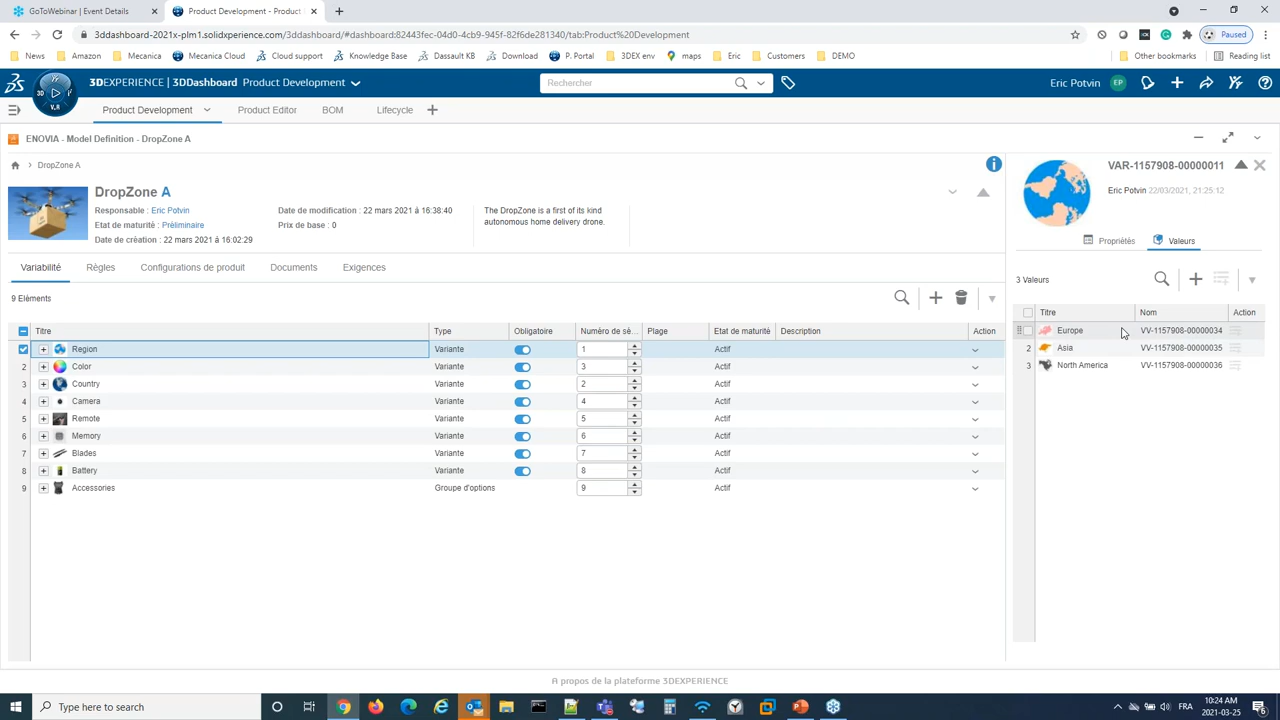 GoToWebinar | Event Details
Product Development - Product
3ddashboard-2021x-plm1.solidxperience.com/3ddashboard/#dashboard:82443fec-04d0-4cb9-945f-82f6de281340/tab:Product%20Development
Paused
News
Amazon
Mecanica
Mecanica Cloud
Cloud support
Knowledge Base
Dassault KB
Download
P. Portal
3DEX env
maps
Eric
Customers
DEMO
Other bookmarks
Reading list
3DEXPERIENCE | 3DDashboard Product Development
Rechercher
Eric Potvin
EP
3D
V.R
Product Development
Product Editor
BOM
Lifecycle
ENOVIA - Model Definition - DropZone A
DropZone A
DropZone A
Responsable : Eric Potvin
Etat de maturité : Préliminaire
Date de création : 22 mars 2021 à 16:02:29
Date de modification : 22 mars 2021 à 16:38:40
Prix de base : 0
The DropZone is a first of its kind
autonomous home delivery drone.
Variabilité
Règles
Configurations de produit
Documents
Exigences
9 Eléments
Titre Type Obligatoire Numéro de sé... Plage Etat de maturité Description Action
Region Variante 1 Actif
2 Color Variante 3 Actif
3 Country Variante 2 Actif
4 Camera Variante 4 Actif
5 Remote Variante 5 Actif
6 Memory Variante 6 Actif
7 Blades Variante 7 Actif
8 Battery Variante 8 Actif
9 Accessories Groupe d'options 9 Actif
VAR-1157908-00000011
Eric Potvin 22/03/2021, 21:25:12
Propriétés
Valeurs
3 Valeurs
Titre Nom Action
Europe VV-1157908-00000034
2 Asia VV-1157908-00000035
3 North America VV-1157908-00000036
A propos de la plateforme 3DEXPERIENCE
Type here to search
FRA
10:24 AM
2021-03-25